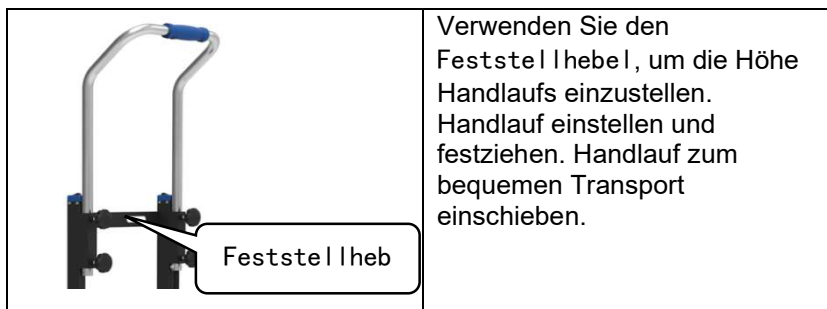 Verwenden Sie den
Feststellhebel, um die Höhe
Handlaufs einzustellen.
Handlauf einstellen und
festziehen. Handlauf zum
bequemen Transport
einschieben.
Feststellheb